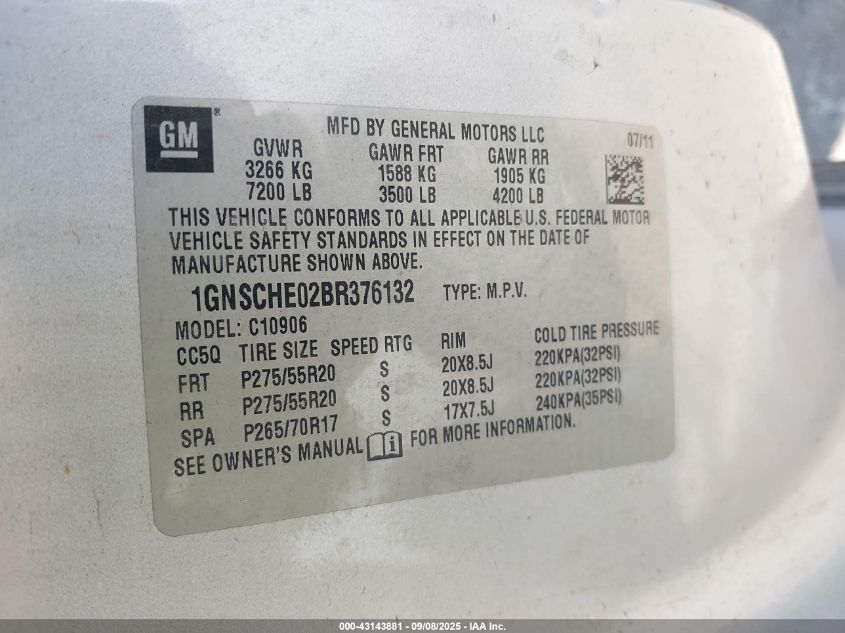 GM®
MFD BY GENERAL MOTORS LLC
07/11
GVWR GAWR FRT GAWR RR
3266 KG 1588 KG 1905 KG
7200 LB 3500 LB 4200 LB
THIS VEHICLE CONFORMS TO ALL APPLICABLE U.S. FEDERAL MOTOR
VEHICLE SAFETY STANDARDS IN EFFECT ON THE DATE OF
MANUFACTURE SHOWN ABOVE.
1GNSCHE02BR376132 TYPE: M.P.V.
MODEL: C10906
CC5Q TIRE SIZE SPEED RTG RIM COLD TIRE PRESSURE
FRT P275/55R20 S 20X8.5J 220KPA(32PSI)
RR P275/55R20 S 20X8.5J 220KPA(32PSI)
SPA P265/70R17 S 17X7.5J 240KPA(35PSI)
SEE OWNER'S MANUAL i FOR MORE INFORMATION.
000-43143881 - 09/08/2025 - IAA Inc.